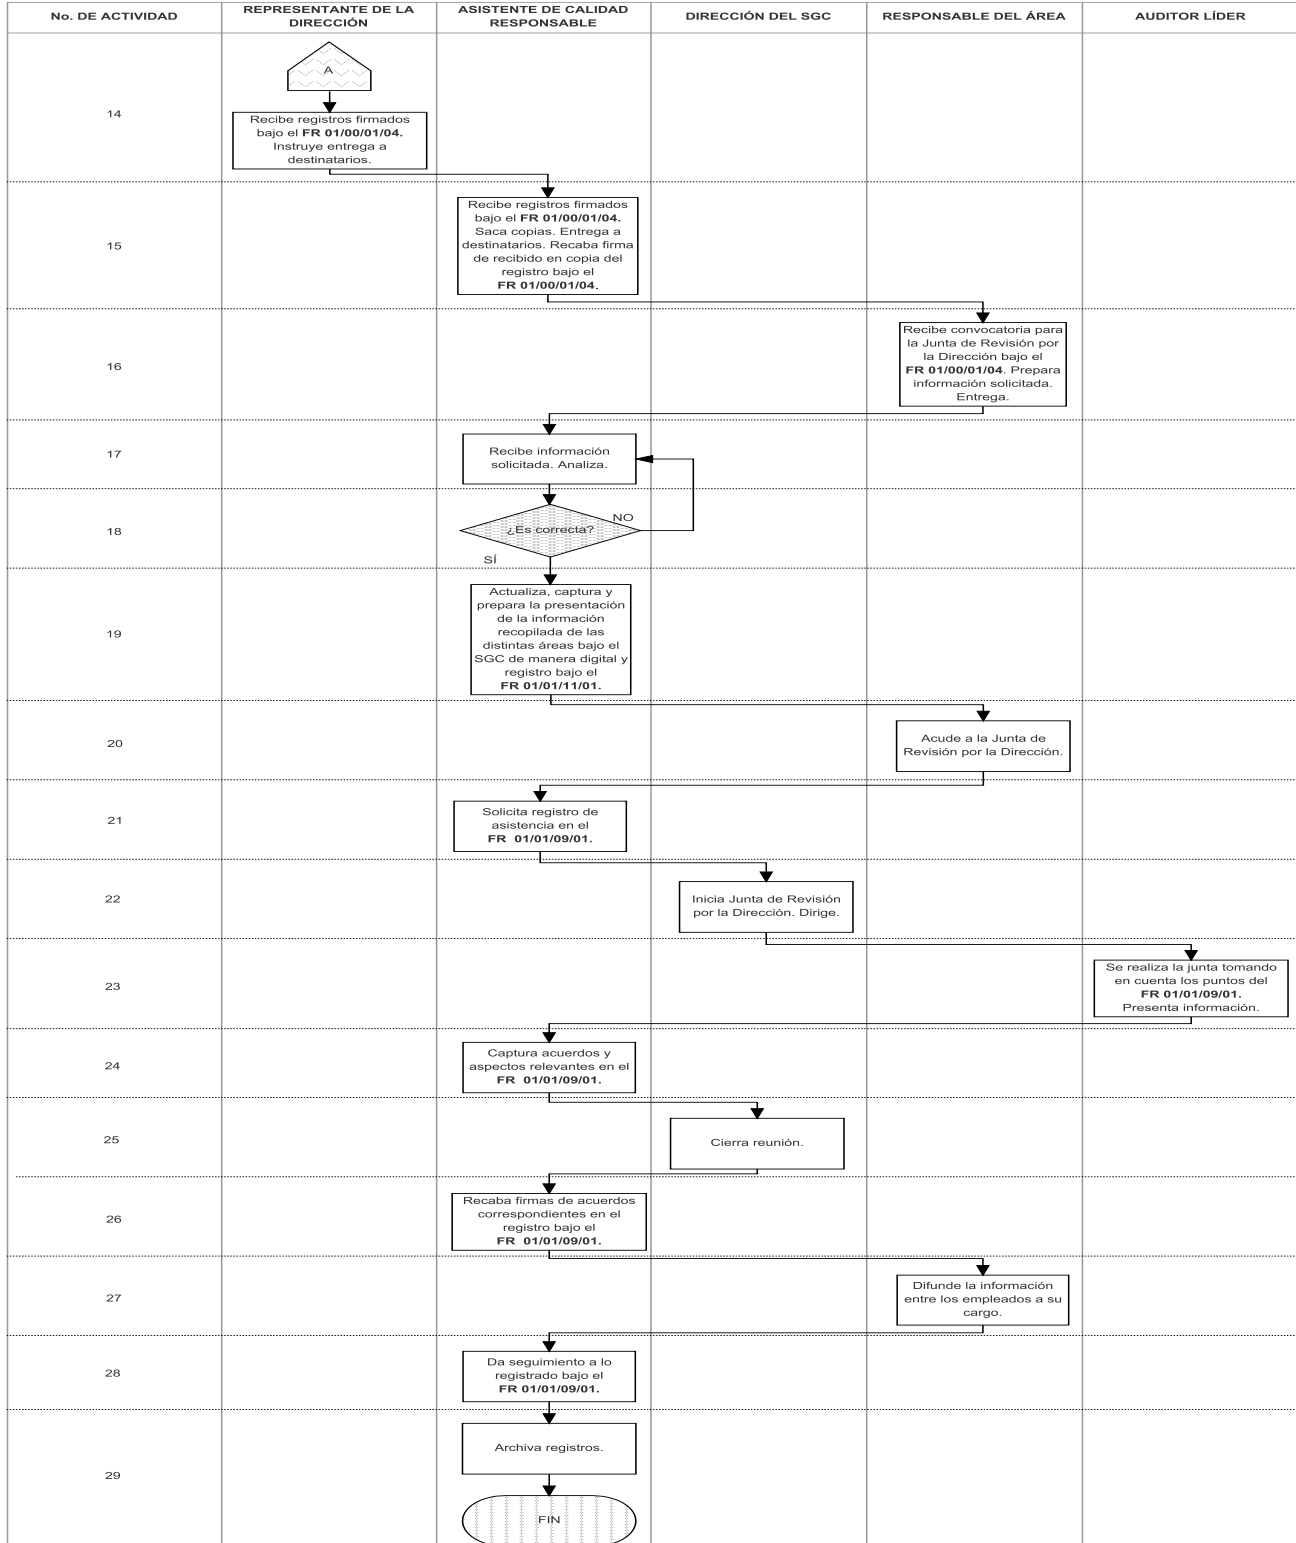 No. DE ACTIVIDAD
REPRESENTANTE DE LA
DIRECCIÓN
ASISTENTE DE CALIDAD
RESPONSABLE
DIRECCIÓN DEL SGC
RESPONSABLE DEL ÁREA
AUDITOR LÍDER
A
14
Recibe registros firmados
bajo el FR 01/00/01/04.
Instruye entrega a
destinatarios.
15
Recibe registros firmados
bajo el FR 01/00/01/04.
Saca copias. Entrega a
destinatarios. Recaba firma
de recibido en copia del
registro bajo el
FR 01/00/01/04.
16
Recibe convocatoria para
la Junta de Revisión por
la Dirección bajo el
FR 01/00/01/04. Prepara
información solicitada.
Entrega.
17
Recibe información
solicitada. Analiza.
18
¿Es correcta?
NO
SÍ
19
Actualiza, captura y
prepara la presentación
de la información
recopilada de las
distintas áreas bajo el
SGC de manera digital y
registro bajo el
FR 01/01/11/01.
20
Acude a la Junta de
Revisión por la Dirección.
21
Solicita registro de
asistencia en el
FR 01/01/09/01.
22
Inicia Junta de Revisión
por la Dirección. Dirige.
23
Se realiza la junta tomando
en cuenta los puntos del
FR 01/01/09/01.
Presenta información.
24
Captura acuerdos y
aspectos relevantes en el
FR 01/01/09/01.
25
Cierra reunión.
26
Recaba firmas de acuerdos
correspondientes en el
registro bajo el
FR 01/01/09/01.
27
Difunde la información
entre los empleados a su
cargo.
28
Da seguimiento a lo
registrado bajo el
FR 01/01/09/01.
29
Archiva registros.
FIN